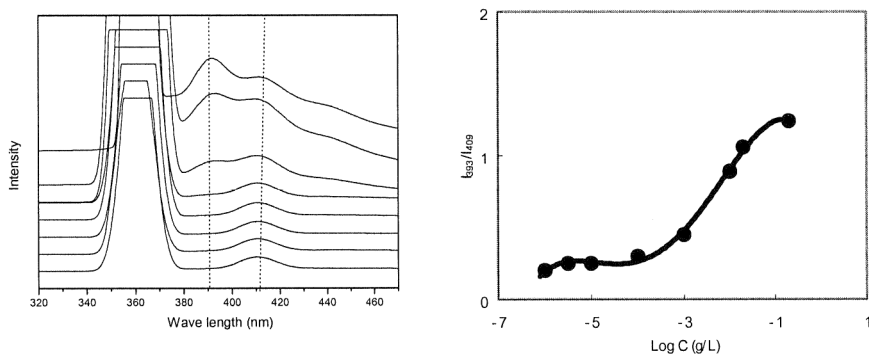 Intensity
320 340 360 380 400 420 440 460
Wave length (nm)
I393/I409
2
1
0
-7 -5 -3 -1 1
Log C (g/L)